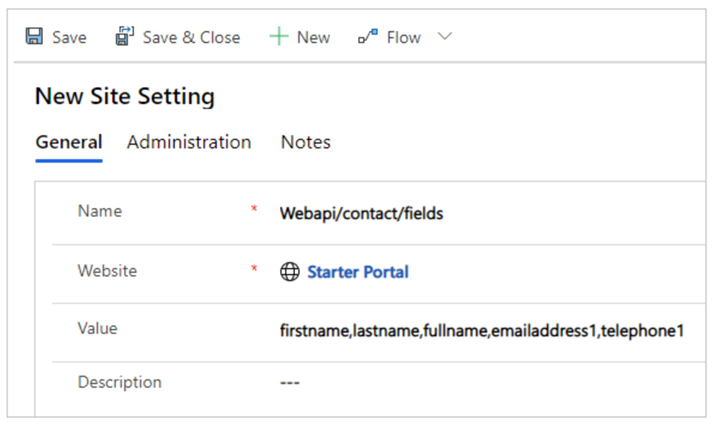 Save Save & Close New Flow
New Site Setting
General Administration Notes
Name * Webapi/contact/fields
Website * Starter Portal
Value firstname,lastname,fullname,emailaddress1,telephone1
Description ---